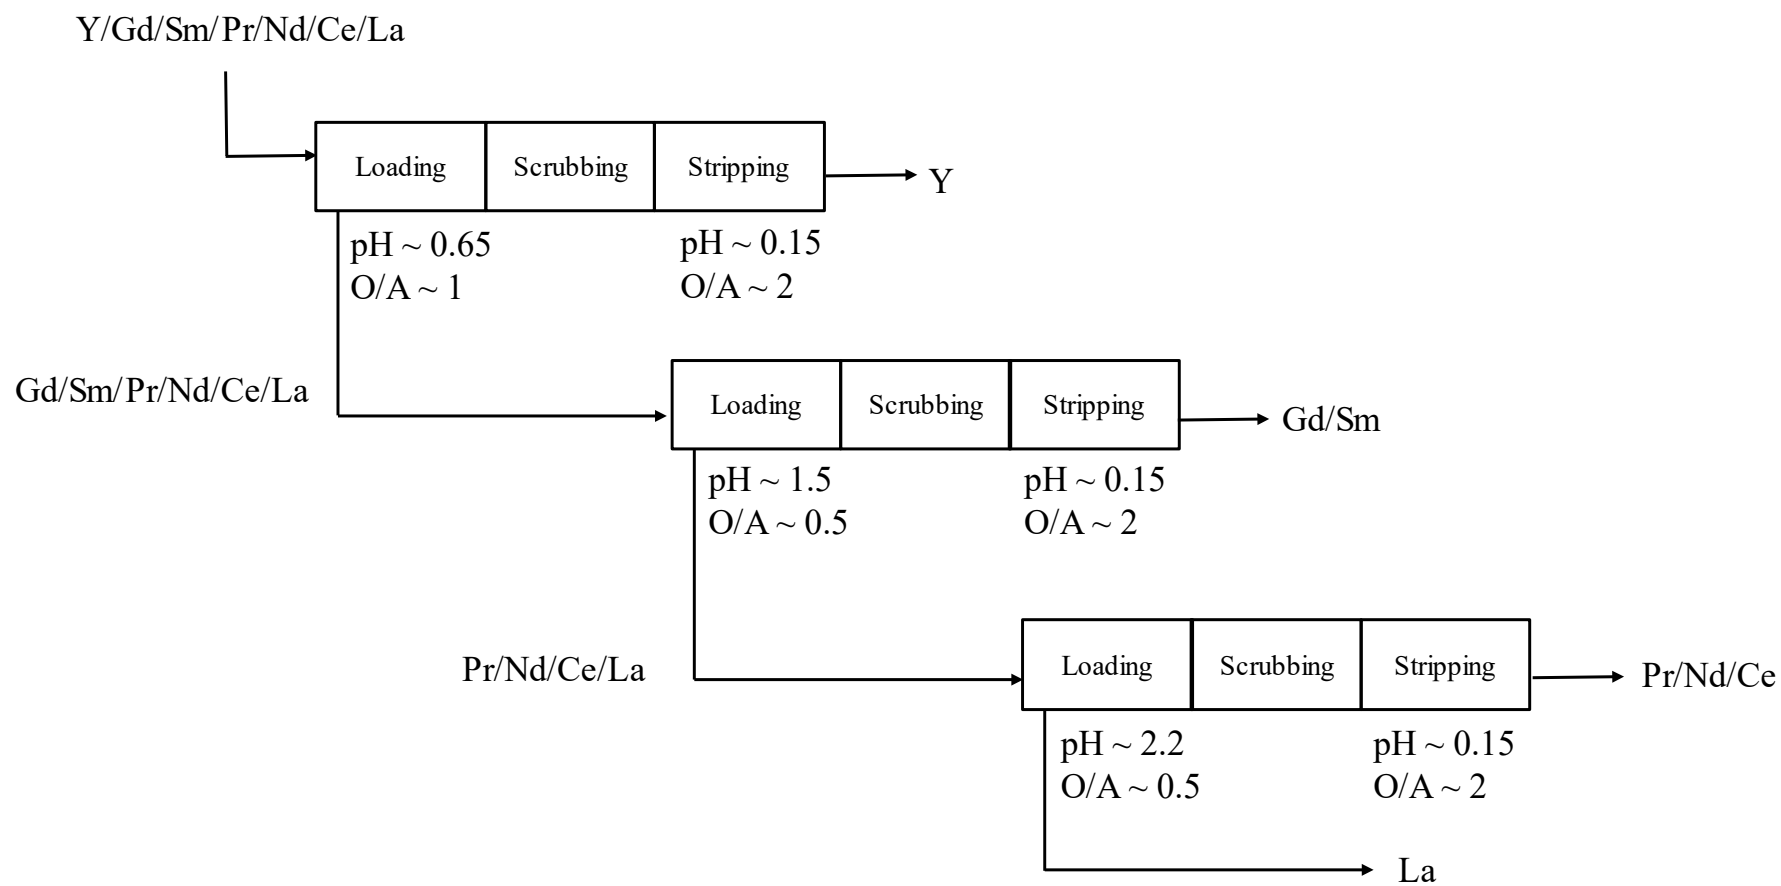 Y/Gd/Sm/Pr/Nd/Ce/La
Loading
Scrubbing
Stripping
Y
pH ~ 0.65
O/A ~ 1
pH ~ 0.15
O/A ~ 2
Gd/Sm/Pr/Nd/Ce/La
Loading
Scrubbing
Stripping
Gd/Sm
pH ~ 1.5
O/A ~ 0.5
pH ~ 0.15
O/A ~ 2
Pr/Nd/Ce/La
Loading
Scrubbing
Stripping
Pr/Nd/Ce
pH ~ 2.2
O/A ~ 0.5
pH ~ 0.15
O/A ~ 2
La